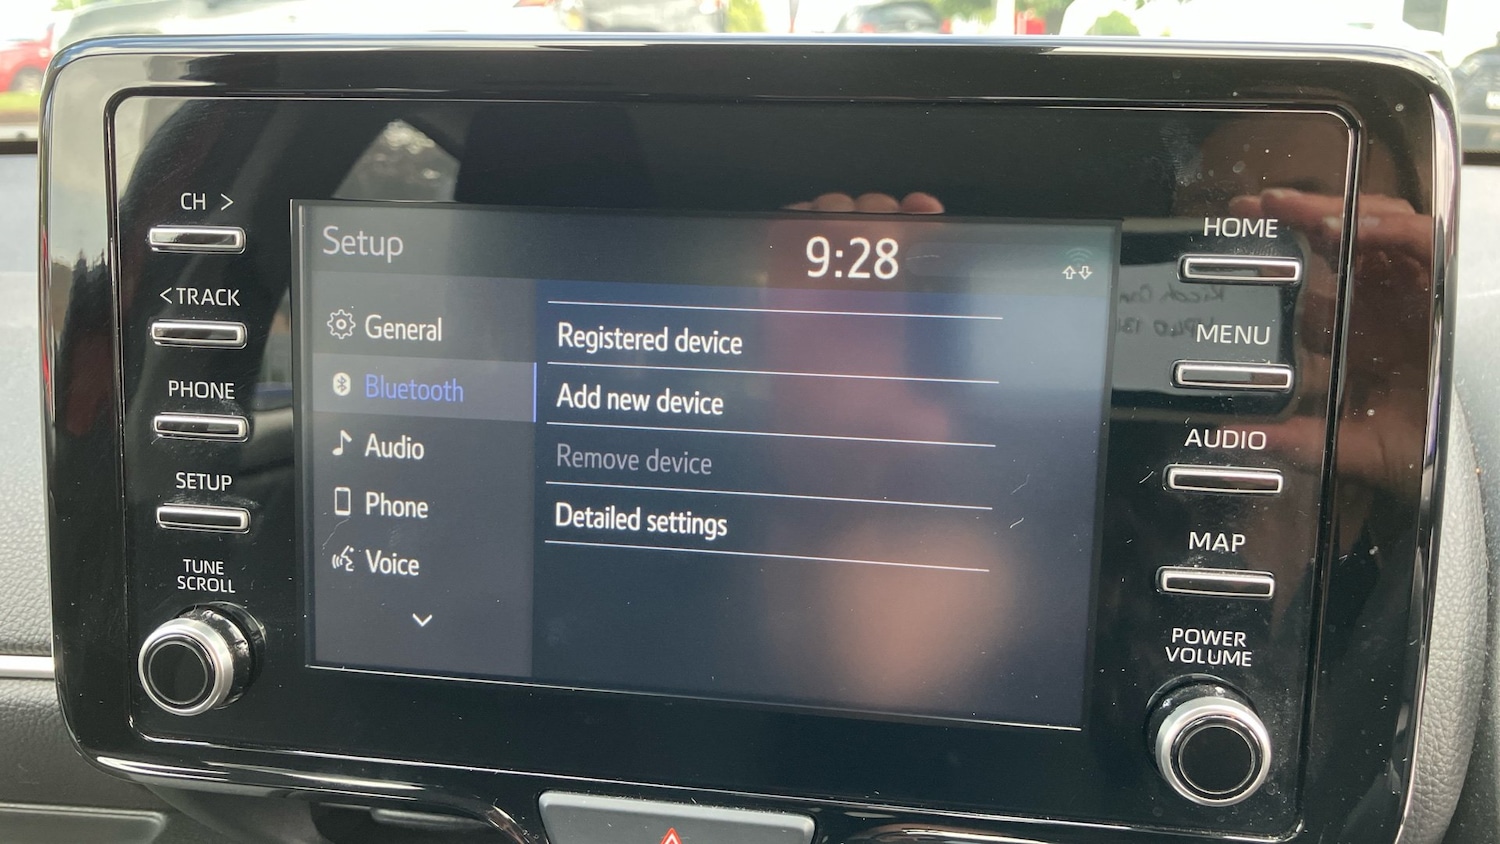 CH >
< TRACK
PHONE
SETUP
TUNE
SCROLL
Setup
9:28
General
Bluetooth
Audio
Phone
Voice
Registered device
Add new device
Remove device
Detailed settings
HOME
MENU
AUDIO
MAP
POWER
VOLUME